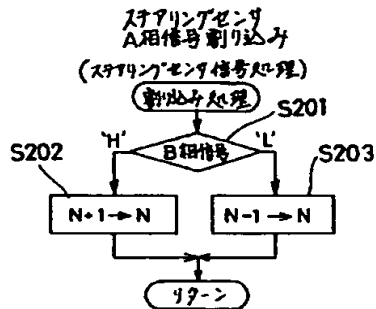 ステアリングセンサ
A相信号割り込み
(ステアリングセンサ信号処理)
割り込み処理
S201
'H' B相信号 'L'
S202
S203
N+1→N
N-1→N
リターン